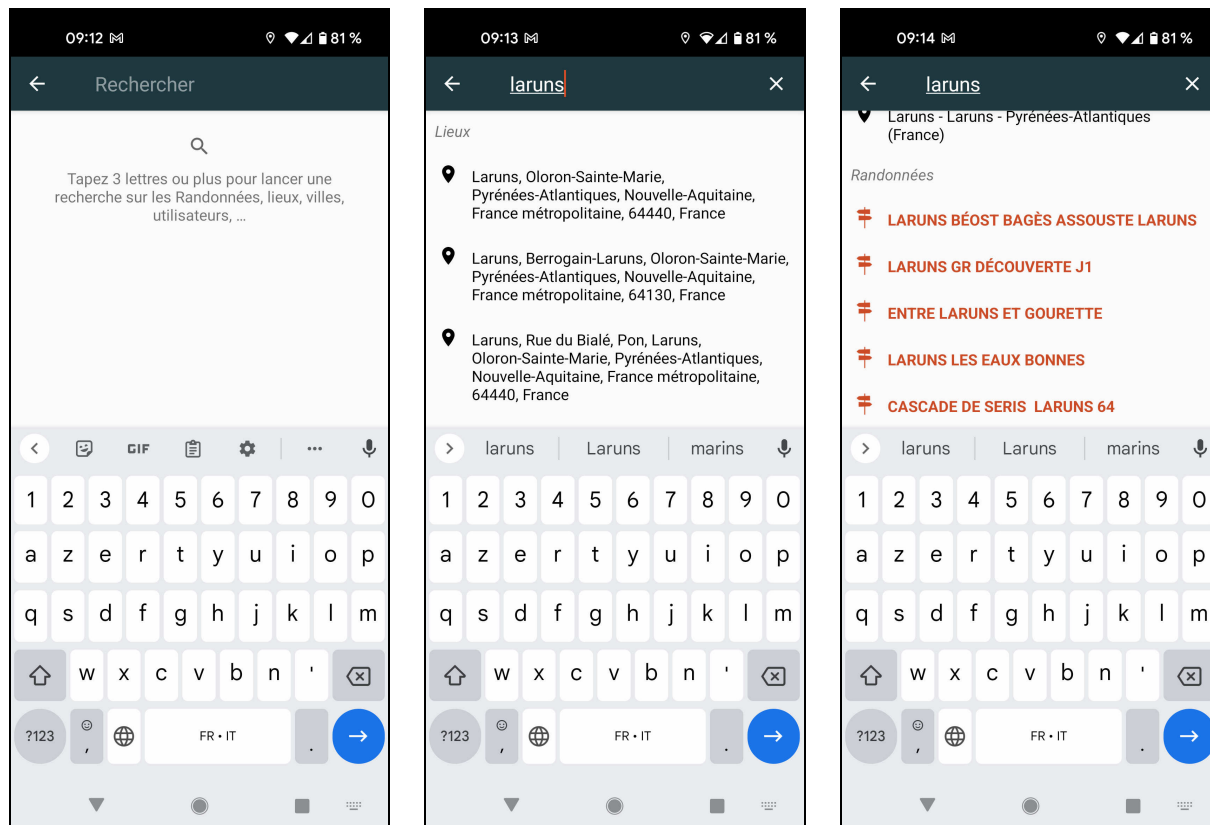 09:12
81 %
Rechercher
Tapez 3 lettres ou plus pour lancer une
recherche sur les Randonnées, lieux, villes,
utilisateurs, ...
GIF
1 2 3 4 5 6 7 8 9 0
a z e r t y u i o p
q s d f g h j k l m
w x c v b n '
?123 , FR • IT .
09:13
81 %
laruns
Lieux
Laruns, Oloron-Sainte-Marie,
Pyrénées-Atlantiques, Nouvelle-Aquitaine,
France métropolitaine, 64440, France
Laruns, Berrogain-Laruns, Oloron-Sainte-Marie,
Pyrénées-Atlantiques, Nouvelle-Aquitaine,
France métropolitaine, 64130, France
Laruns, Rue du Bialé, Pon, Laruns,
Oloron-Sainte-Marie, Pyrénées-Atlantiques,
Nouvelle-Aquitaine, France métropolitaine,
64440, France
laruns Laruns marins
1 2 3 4 5 6 7 8 9 0
a z e r t y u i o p
q s d f g h j k l m
w x c v b n '
?123 , FR • IT .
09:14
81 %
laruns
Laruns - Laruns - Pyrénées-Atlantiques
(France)
Randonnées
LARUNS BÉOST BAGÈS ASSOUSTE LARUNS
LARUNS GR DÉCOUVERTE J1
ENTRE LARUNS ET GOURETTE
LARUNS LES EAUX BONNES
CASCADE DE SERIS LARUNS 64
laruns Laruns marins
1 2 3 4 5 6 7 8 9 0
a z e r t y u i o p
q s d f g h j k l m
w x c v b n '
?123 , FR • IT .